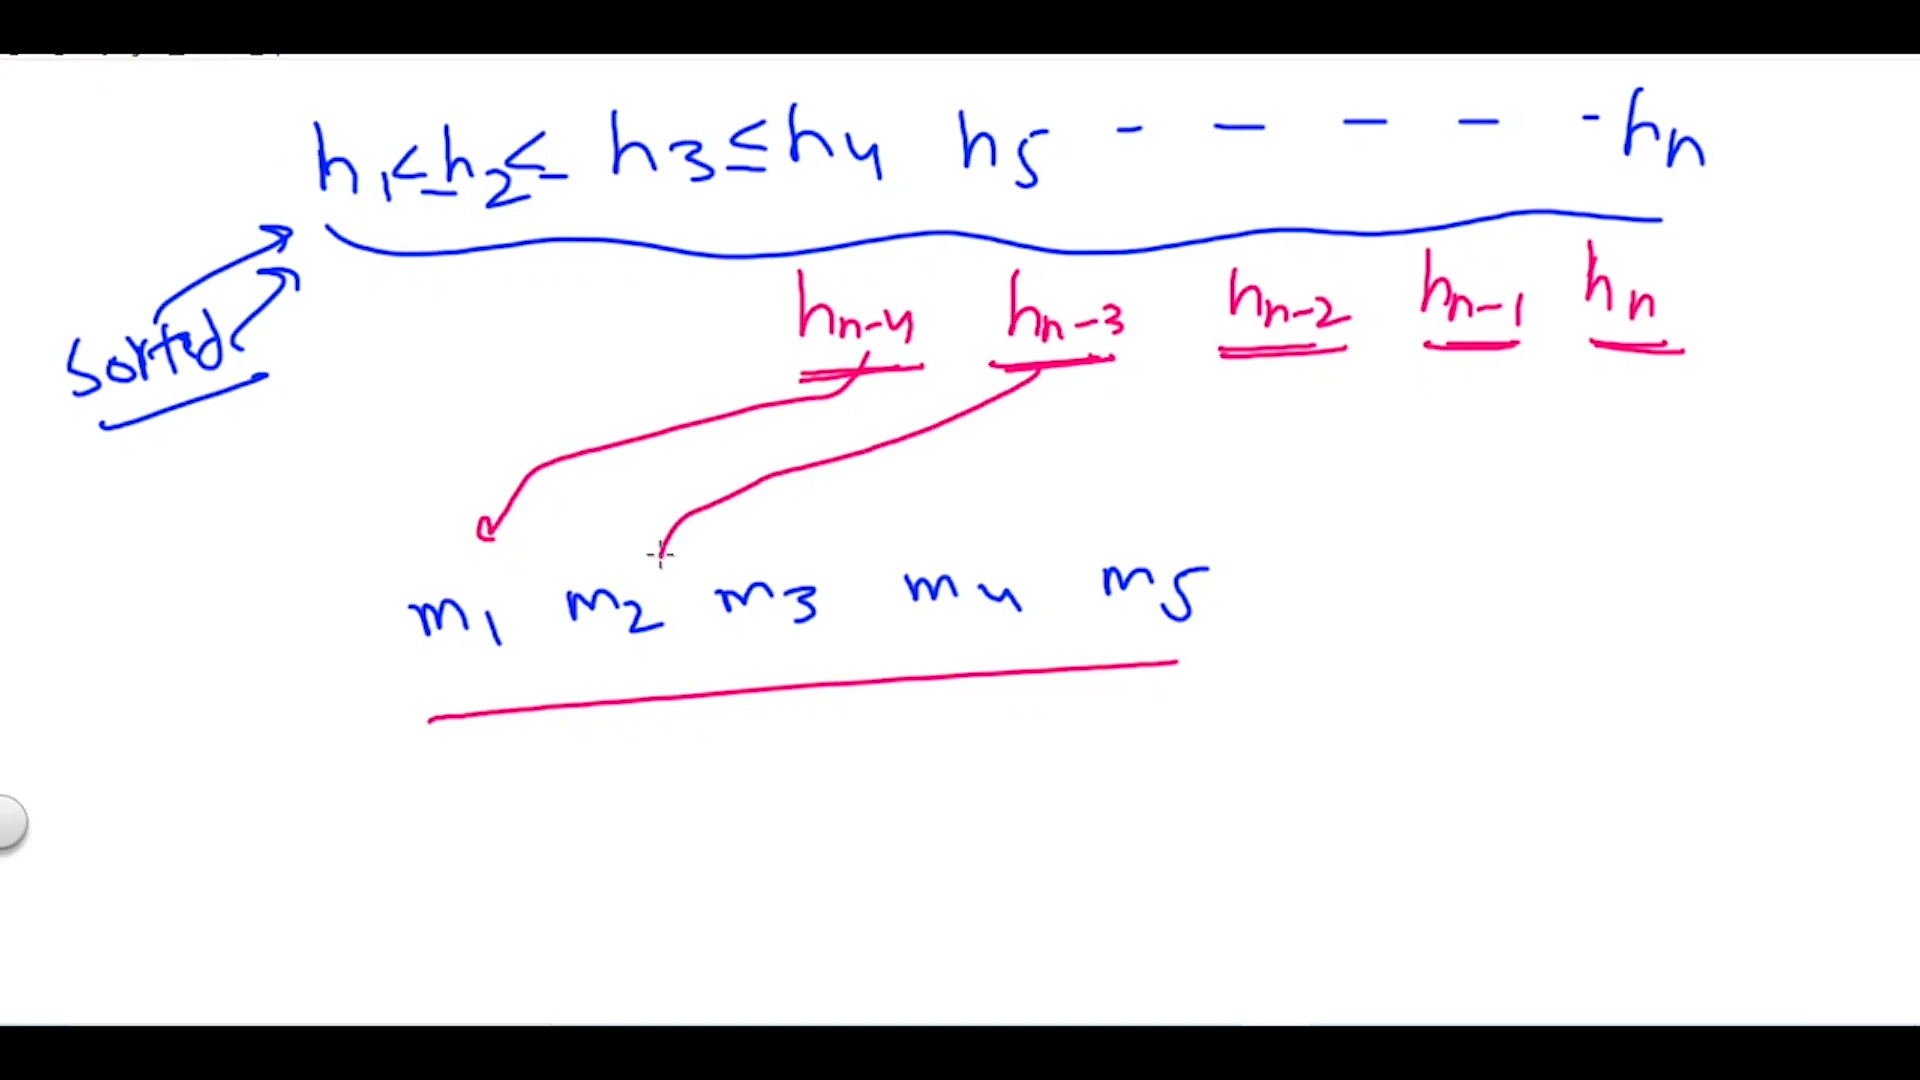 h1 ≤ h2 ≤ h3 ≤ h4 h5 - - - - - hn
hn-4 hn-3 hn-2 hn-1 hn
Sorted
m1 m2 m3 m4 m5